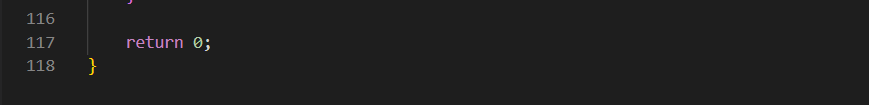 }
116
117 return 0;
118 }